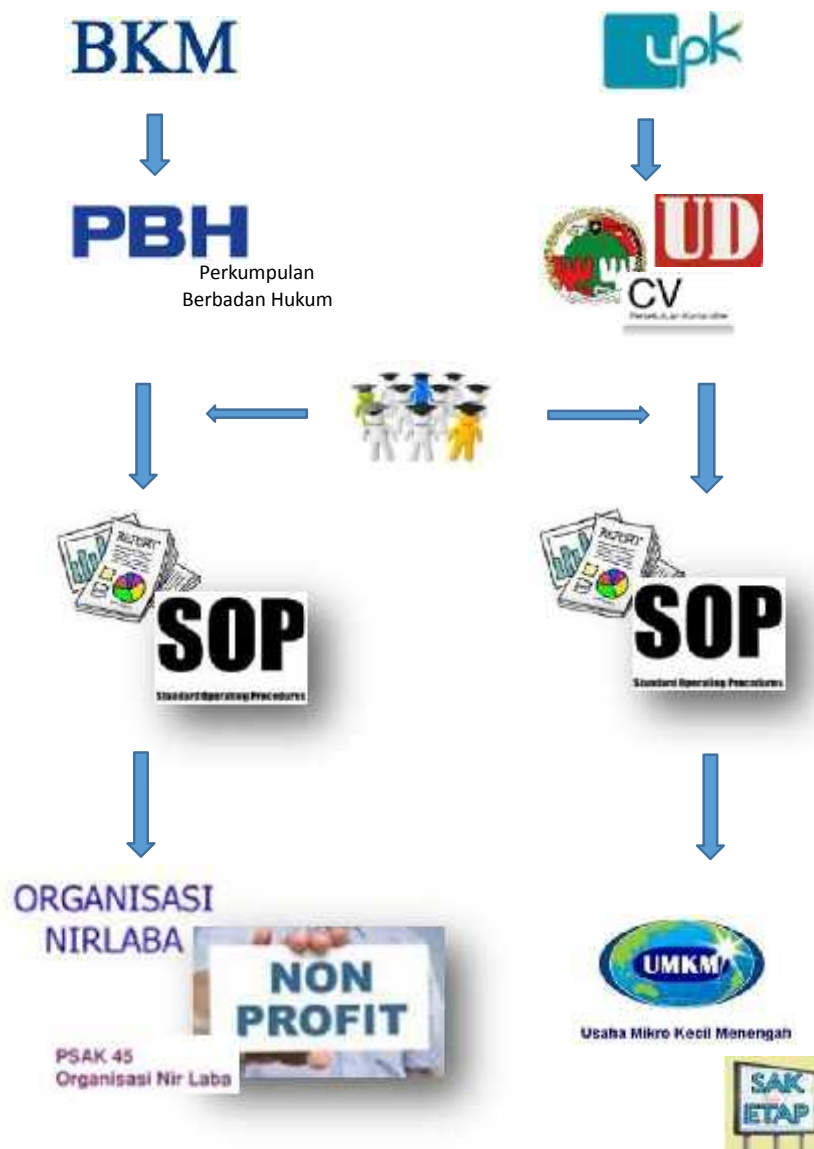 BKM
upk
PBH
Perkumpulan
Berbadan Hukum
UD
CV
REPORT
SOP
Standard Operating Procedures
REPORT
SOP
Standard Operating Procedures
ORGANISASI
NIRLABA
NON
PROFIT
PSAK 45
Organisasi Nir Laba
UMKM
Usaha Mikro Kecil Menengah
SAK
ETAP